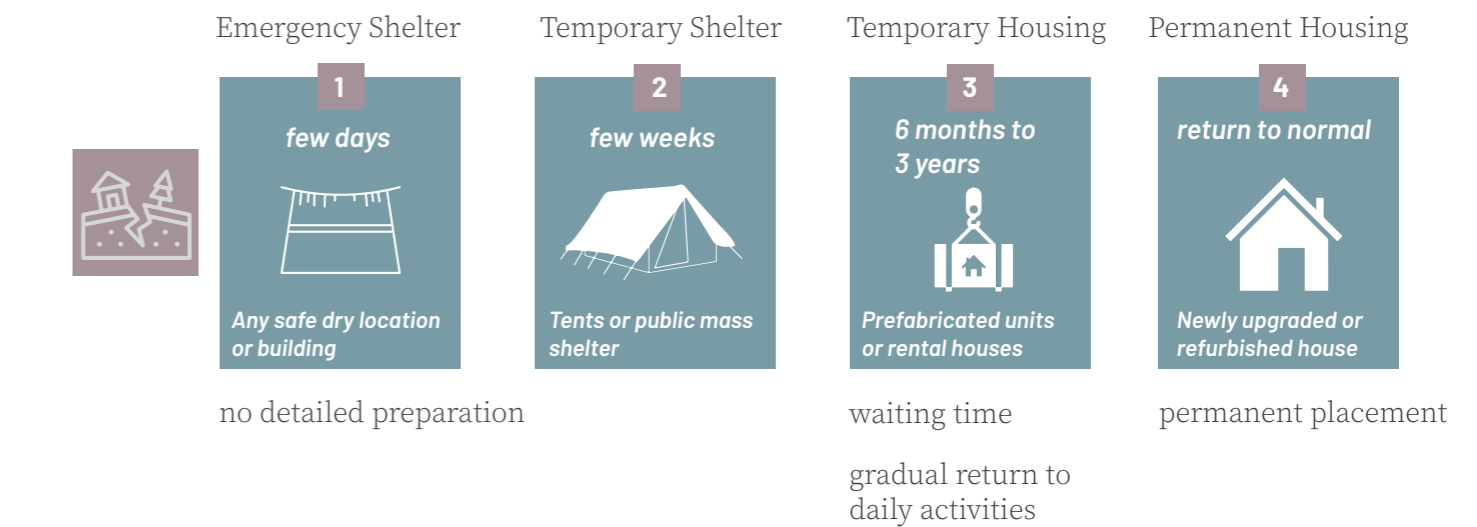 Emergency Shelter
Temporary Shelter
Temporary Housing
Permanent Housing
1
few days
Any safe dry location
or building
no detailed preparation
2
few weeks
Tents or public mass
shelter
3
6 months to
3 years
Prefabricated units
or rental houses
waiting time
gradual return to
daily activities
4
return to normal
Newly upgraded or
refurbished house
permanent placement